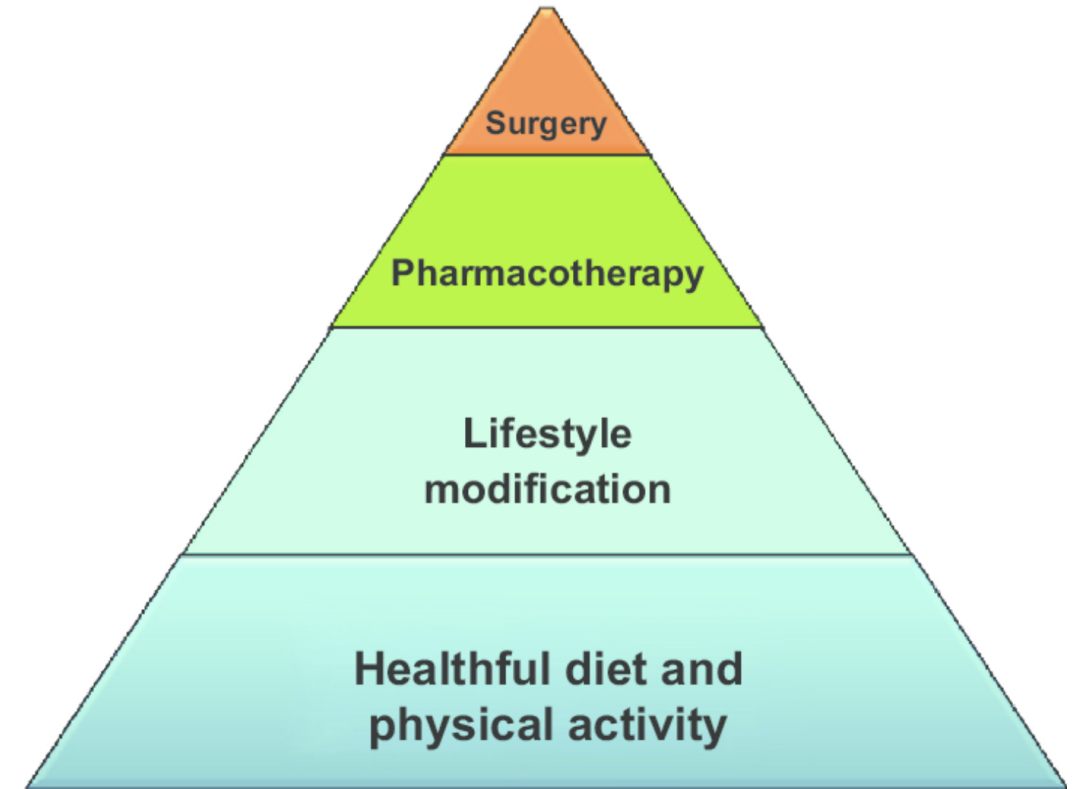 Surgery
Pharmacotherapy
Lifestyle
modification
Healthful diet and
physical activity